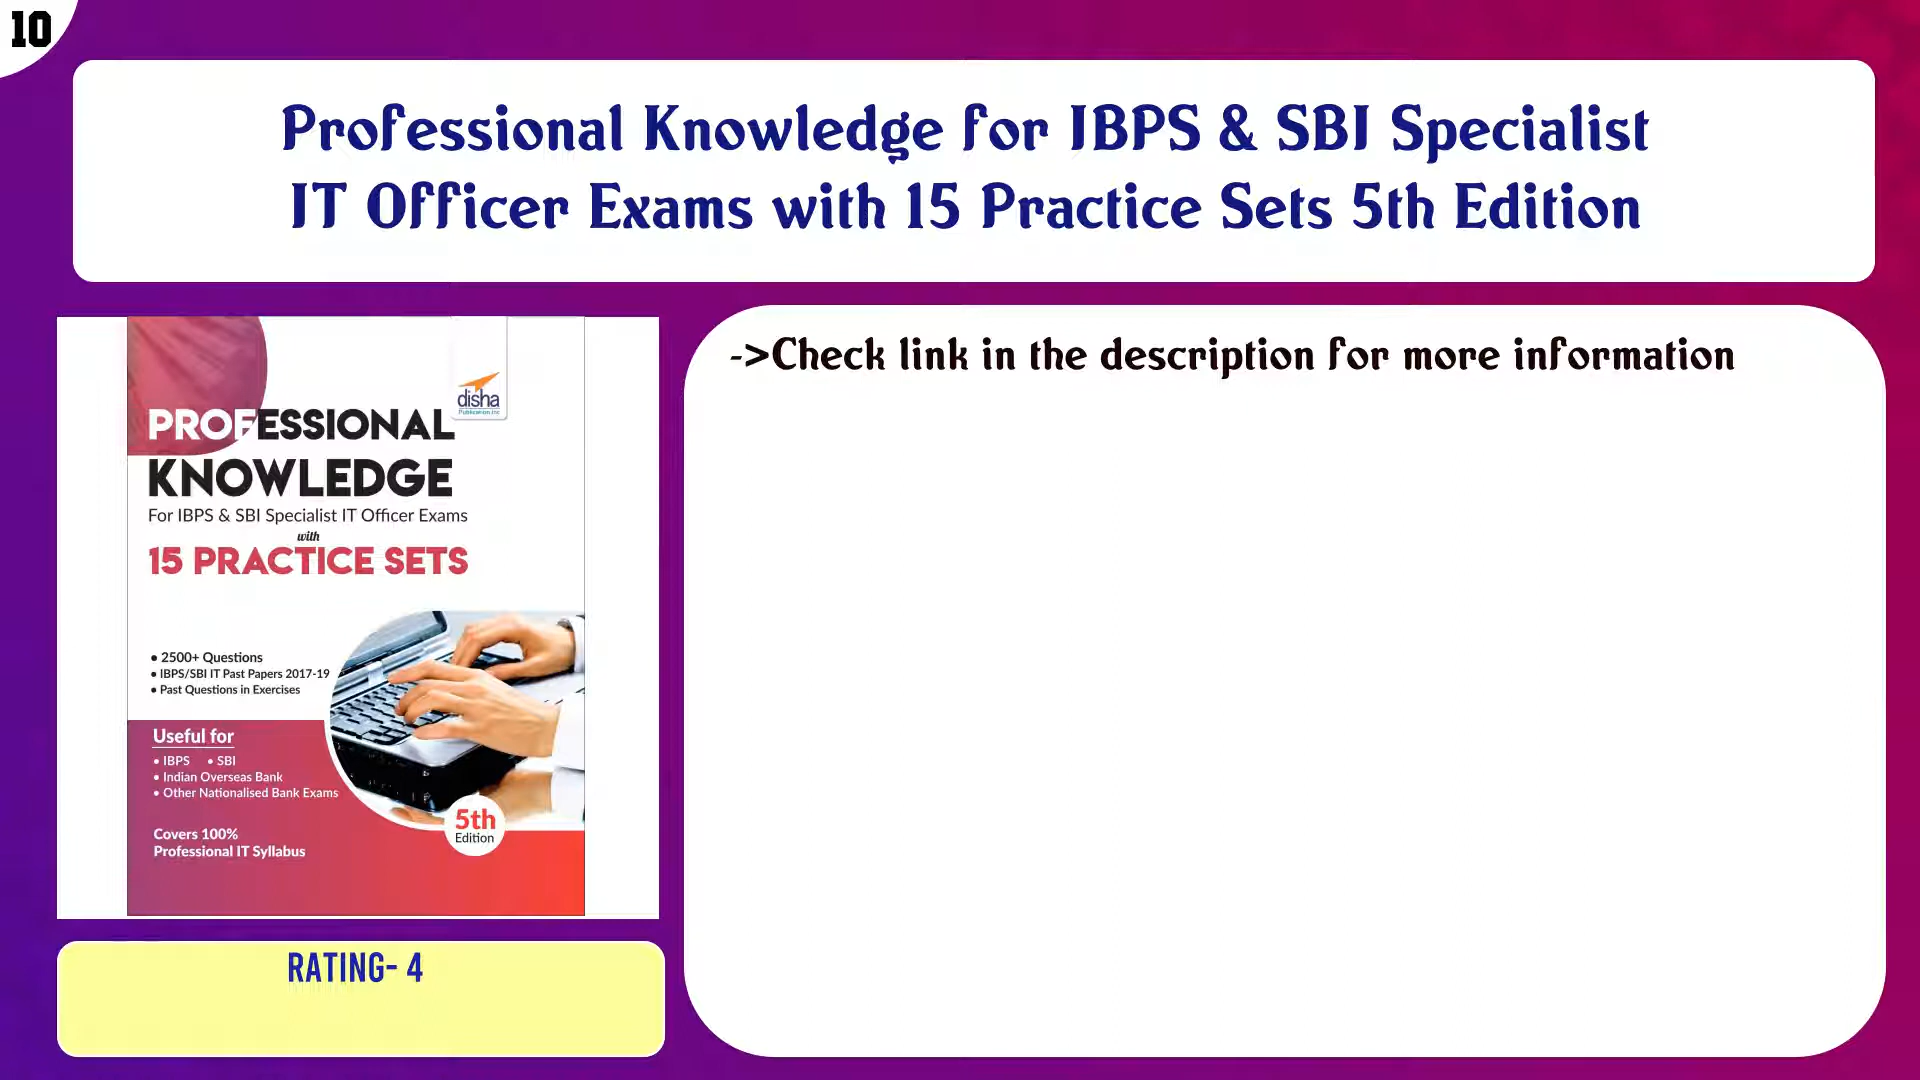 10
Professional Knowledge for IBPS & SBI Specialist
IT Officer Exams with 15 Practice Sets 5th Edition
->Check link in the description for more information
disha
Publication Inc
PROFESSIONAL
KNOWLEDGE
For IBPS & SBI Specialist IT Officer Exams
with
15 PRACTICE SETS
• 2500+ Questions
• IBPS/SBI IT Past Papers 2017-19
• Past Questions in Exercises
Useful for
• IBPS • SBI
• Indian Overseas Bank
• Other Nationalised Bank Exams
5th
Edition
Covers 100%
Professional IT Syllabus
RATING- 4